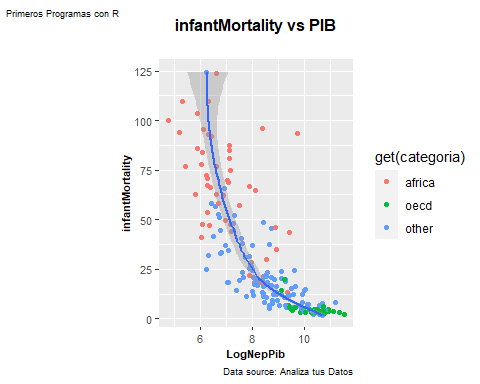 Primeros Programas con R
infantMortality vs PIB
infantMortality
125
100
75
50
25
0
6
8
10
LogNepPib
get(categoria)
africa
oecd
other
Data source: Analiza tus Datos